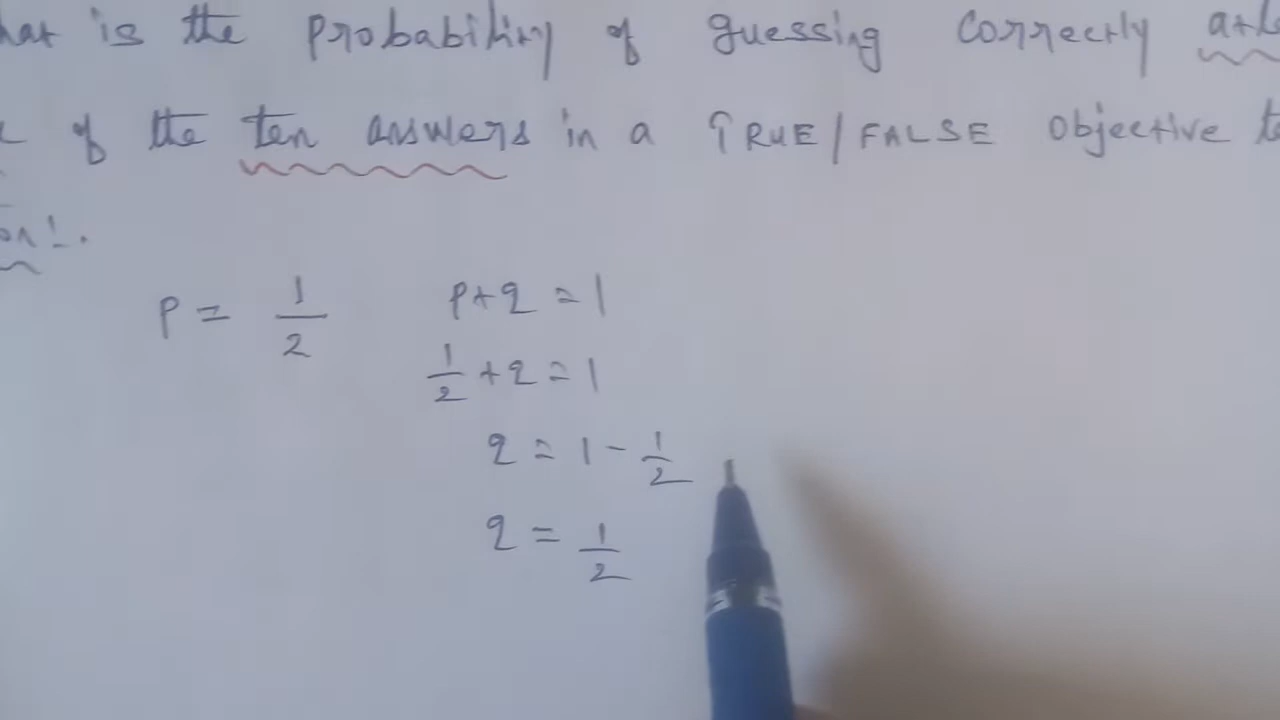 is the probability of guessing correctly
of the ten answers in a TRUE/FALSE Objective
P = 1/2 p+q = 1
1/2 + q = 1
q = 1 - 1/2
q = 1/2